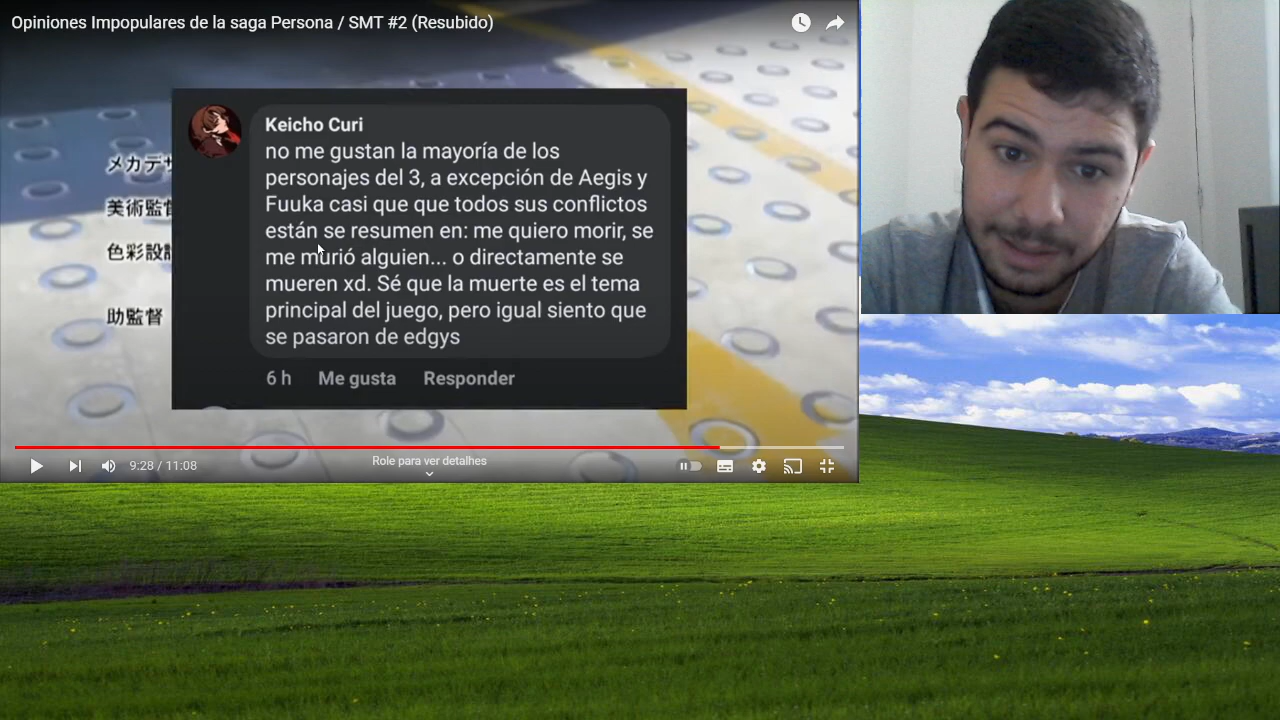 Opiniones Impopulares de la saga Persona / SMT #2 (Resubido)
Keicho Curi
no me gustan la mayoría de los
personajes del 3, a excepción de Aegis y
Fuuka casi que que todos sus conflictos
están se resumen en: me quiero morir, se
me murió alguien... o directamente se
mueren xd. Sé que la muerte es el tema
principal del juego, pero igual siento que
se pasaron de edgys
6 h Me gusta Responder
メカデザ
美術監督
色彩設計
助監督
9:28 / 11:08
Role para ver detalhes